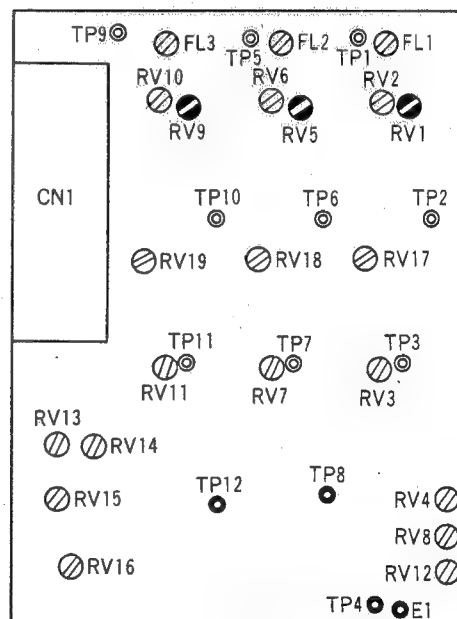 TP9 FL3 TP5 FL2 TP1 FL1
RV10 RV6 RV2
RV9 RV5 RV1
CN1 TP10 TP6 TP2
RV19 RV18 RV17
TP11 TP7 TP3
RV11 RV7 RV3
RV13
RV14
TP12 TP8
RV15 RV4
RV8
RV16 RV12
TP4 E1